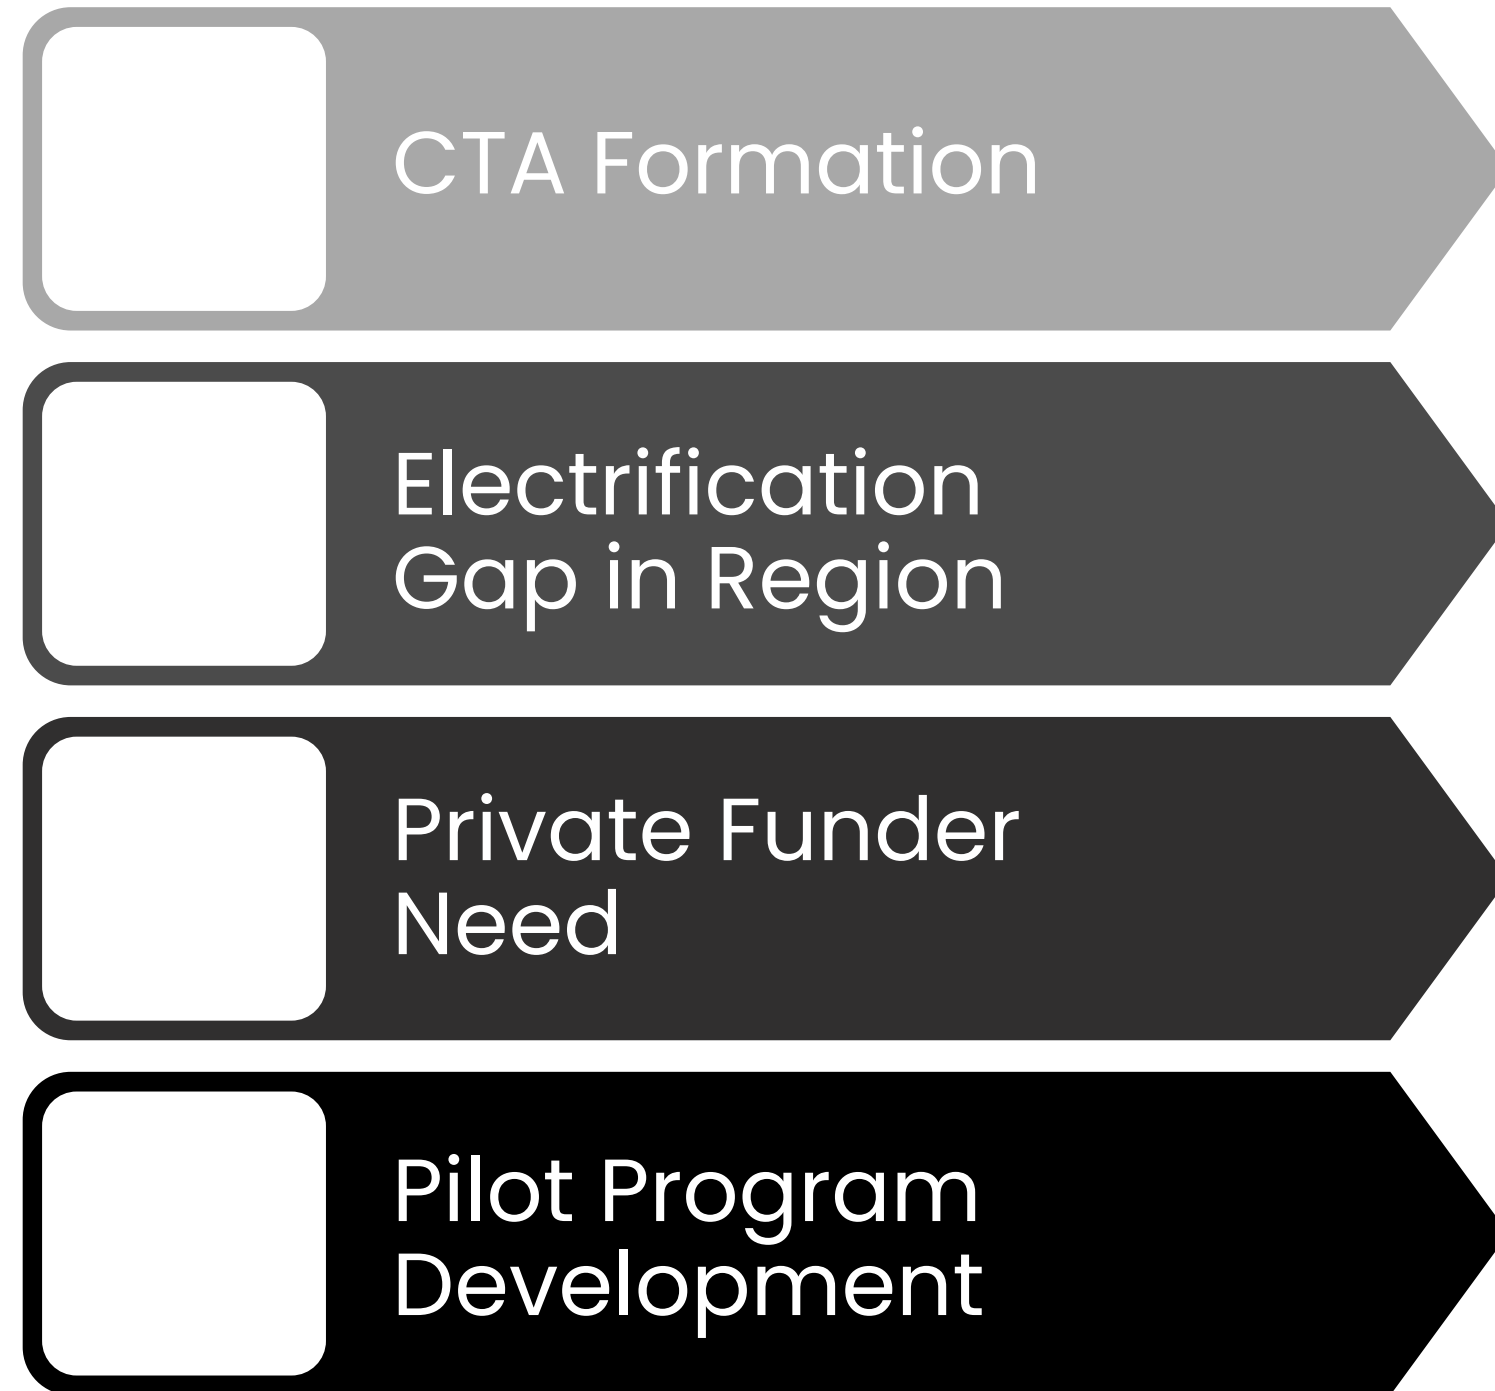 CTA Formation
Electrification
Gap in Region
Private Funder
Need
Pilot Program
Development